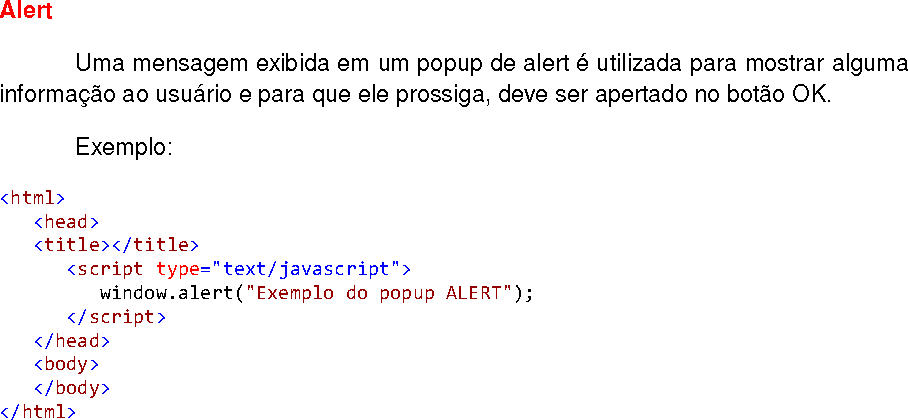 Alert
Uma mensagem exibida em um popup de alert é utilizada para mostrar alguma
informação ao usuário e para que ele prossiga, deve ser apertado no botão OK.
Exemplo:
<html>
<head>
<title></title>
<script type="text/javascript">
window.alert("Exemplo do popup ALERT");
</script>
</head>
<body>
</body>
</html>